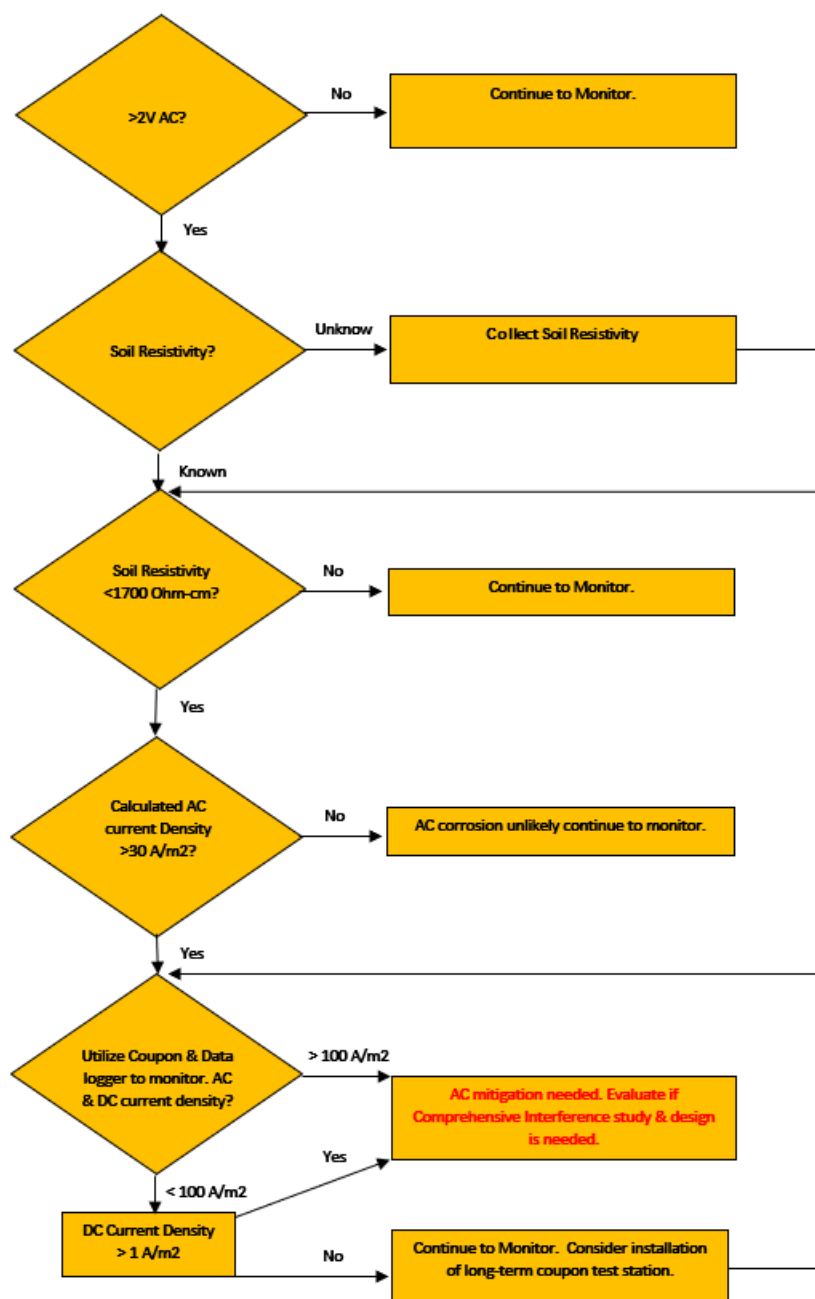 >2V AC?
No
Continue to Monitor.
Yes
Soil Resistivity?
Unknow
Collect Soil Resistivity
Known
Soil Resistivity
<1700 Ohm-cm?
No
Continue to Monitor.
Yes
Calculated AC
current Density
>30 A/m2?
No
AC corrosion unlikely continue to monitor.
Yes
Utilize Coupon & Data
logger to monitor. AC
& DC current density?
> 100 A/m2
AC mitigation needed. Evaluate if
Comprehensive Interference study & design
is needed.
Yes
< 100 A/m2
DC Current Density
> 1 A/m2
No
Continue to Monitor. Consider installation
of long-term coupon test station.